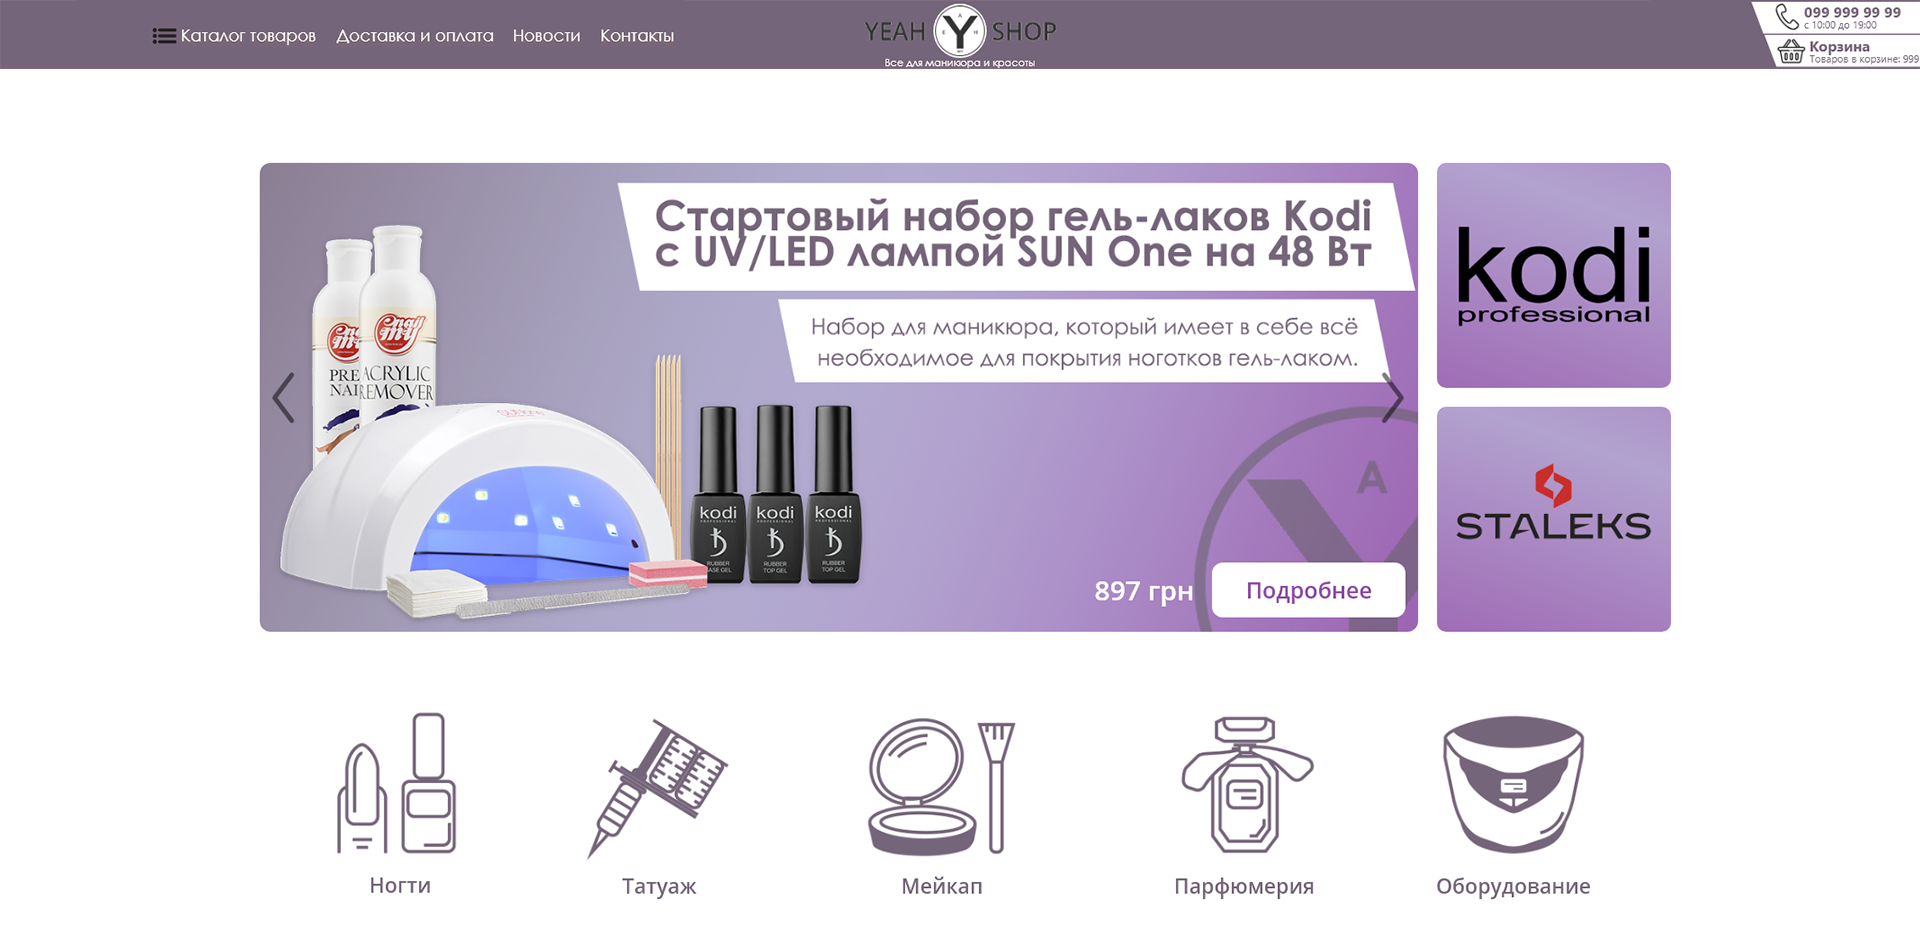 Каталог товаров Доставка и оплата Новости Контакты
YEAH Y SHOP
Все для маникюра и красоты
099 999 99 99
с 10:00 до 19:00
Корзина
Товаров в корзине: 999
Стартовый набор гель-лаков Kodi
с UV/LED лампой SUN One на 48 Вт
Набор для маникюра, который имеет в себе всё
необходимое для покрытия ноготков гель-лаком.
PRE
NAI
ACRYLIC
REMOVER
kodi
PROFESSIONAL
RUBBER
BASE GEL
kodi
PROFESSIONAL
RUBBER
TOP GEL
kodi
PROFESSIONAL
RUBBER
TOP GEL
A
Y
897 грн
Подробнее
kodi
professional
STALEKS
Ногти
Татуаж
Мейкап
Парфюмерия
Оборудование